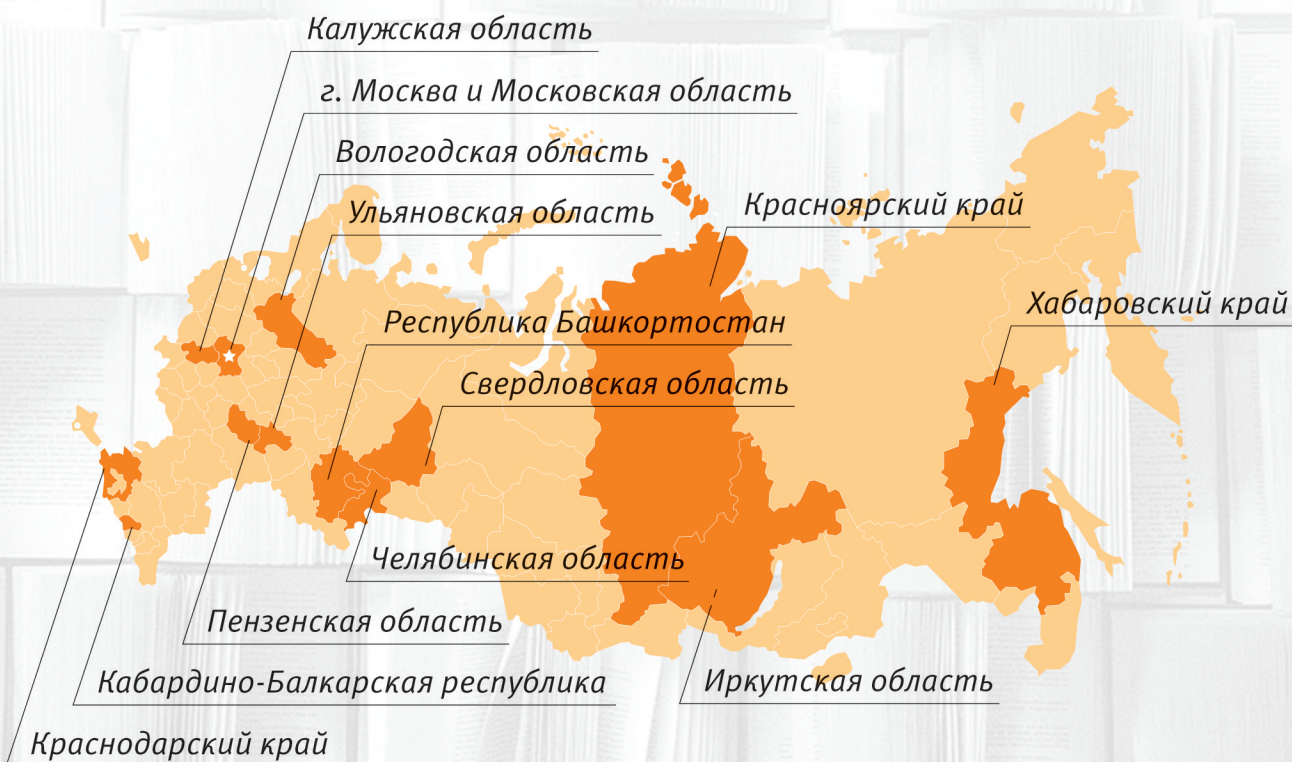 Калужская область
г. Москва и Московская область
Вологодская область
Ульяновская область
Красноярский край
Хабаровский край
Республика Башкортостан
Свердловская область
Челябинская область
Пензенская область
Кабардино-Балкарская республика
Иркутская область
Краснодарский край